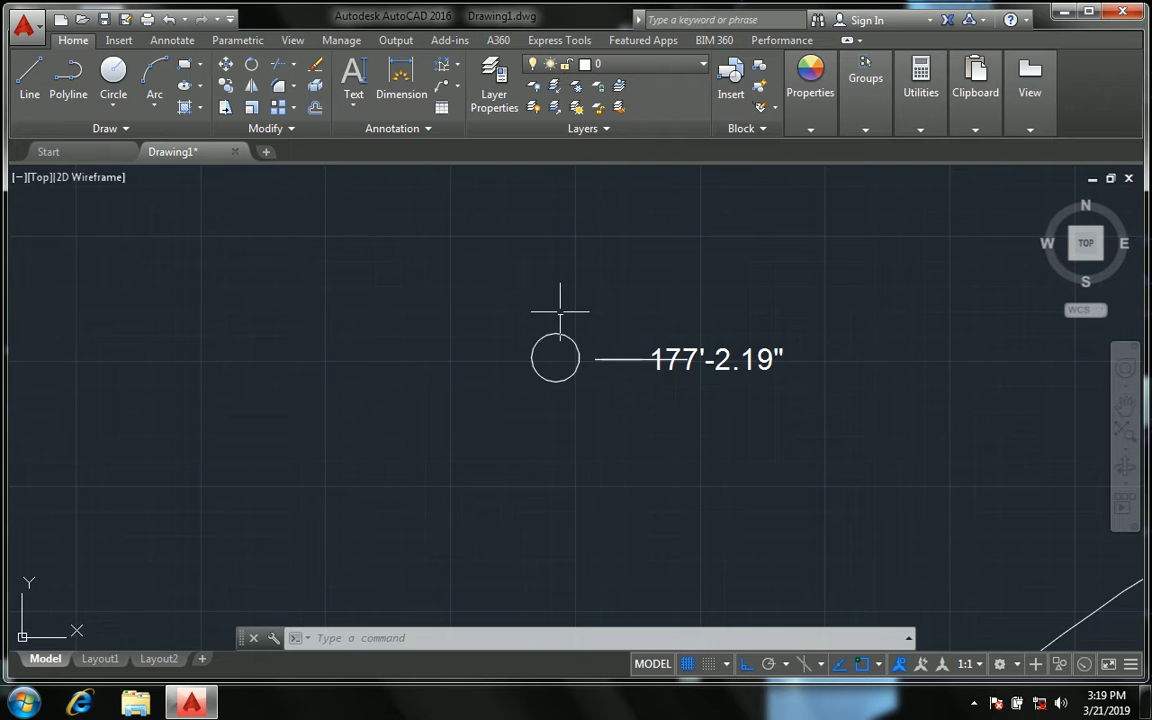 Autodesk AutoCAD 2016 Drawing1.dwg
Type a keyword or phrase
Sign In
Home Insert Annotate Parametric View Manage Output Add-ins A360 Express Tools Featured Apps BIM 360 Performance
0
Line Polyline Circle Arc
Text Dimension
Layer
Properties
Insert
Properties
Groups
Utilities
Clipboard
View
Draw Modify Annotation Layers Block
Start Drawing1*
[−][Top][2D Wireframe]
N
W TOP E
S
WCS
177'-2.19"
Y
X
Type a command
Model Layout1 Layout2
MODEL
1:1
3:19 PM
3/21/2019